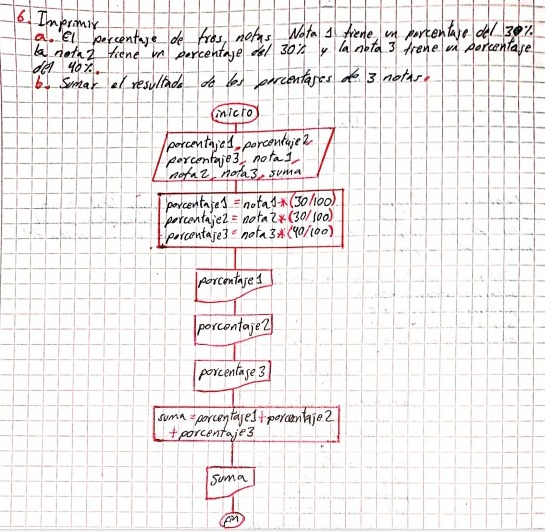 6. Imprimir
a. El porcentaje de tres, notas Nota 1 tiene un porcentaje del 30%
la nota 2 tiene un porcentaje del 30% y la nota 3 tiene un porcentaje
del 40%.
b. Sumar el resultado de los porcentajes de 3 notas.
inicio
porcentaje1, porcentaje2
porcentaje3, nota1,
nota2, nota3, suma
porcentaje1 = nota1*(30/100)
porcentaje2 = nota2*(30/100)
porcentaje3 = nota3*(40/100)
porcentaje1
porcentaje2
porcentaje3
suma = porcentaje1 + porcentaje2
+ porcentaje3
suma
fin